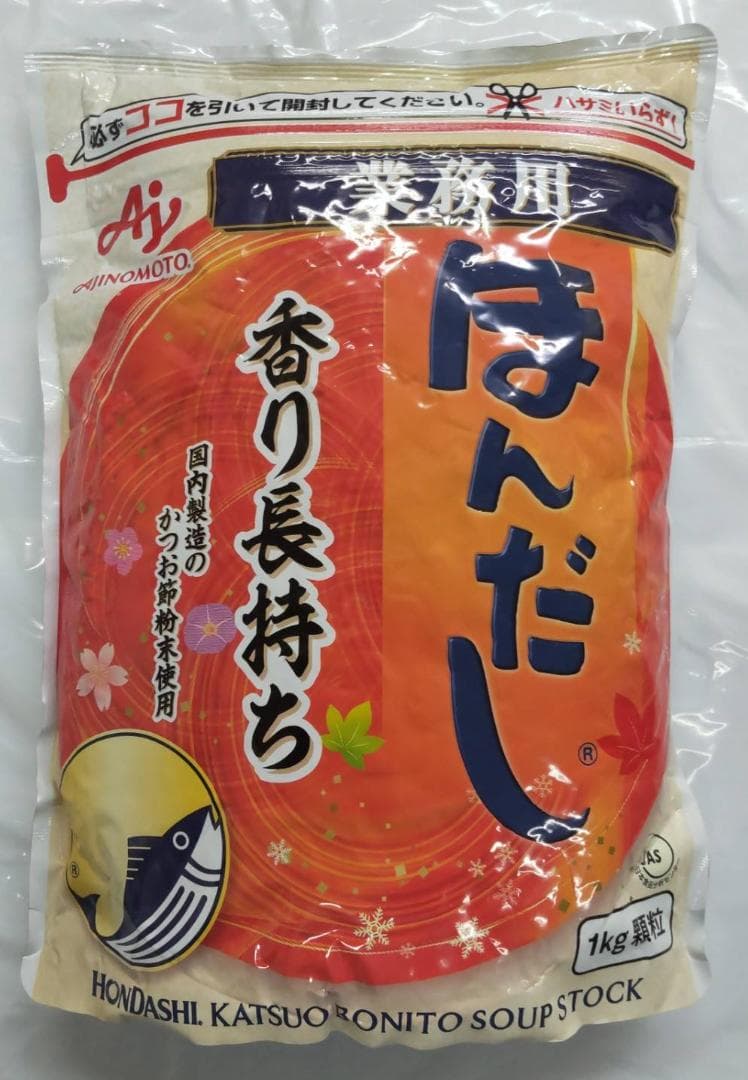 必ずココを引いて開封してください。
ハサミいらず！
業務用
Aj
AJINOMOTO®
ほんだし®
香り長持ち
国内製造の
かつお節粉末使用
®
JAS
1kg 顆粒
HONDASHI. KATSUO BONITO SOUP STOCK